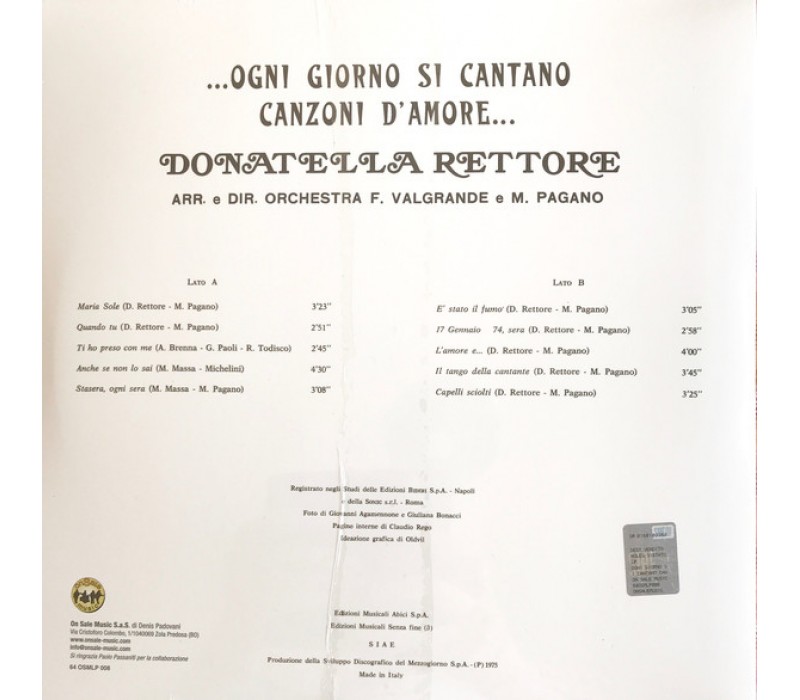 ...OGNI GIORNO SI CANTANO
CANZONI D'AMORE...
DONATELLA RETTORE
ARR. e DIR. ORCHESTRA F. VALGRANDE e M. PAGANO
LATO A
Maria Sole (D. Rettore - M. Pagano) 3'23"
Quando tu (D. Rettore - M. Pagano) 2'51"
Ti ho preso con me (A. Brenna - G. Paoli - R. Todisco) 2'45"
Anche se non lo sai (M. Massa - Michelini) 4'30"
Stasera, ogni sera (M. Massa - M. Pagano) 3'08"
LATO B
E' stato il fumo (D. Rettore - M. Pagano) 3'05"
17 Gennaio 74, sera (D. Rettore - M. Pagano) 2'58"
L'amore e... (D. Rettore - M. Pagano) 4'00"
Il tango della cantante (D. Rettore - M. Pagano) 3'45"
Capelli sciolti (D. Rettore - M. Pagano) 3'25"
Registrato negli Studi delle Edizioni BIDERI S.p.A. - Napoli
e della SONIC s.r.l. - Roma
Foto di Giovanni Agamennone e Giuliana Bonacci
Pagine interne di Claudio Rego
Ideazione grafica di Oldvil
On Sale Music S.a.S. di Denis Padovani
Via Cristoforo Colombo, 5/1040069 Zola Predosa (BO)
www.onsale-music.com
info@onsale-music.com
Si ringrazia Paolo Passaniti per la collaborazione
64 OSMLP 008
Edizioni Musicali Abici S.p.A.
Edizioni Musicali Senza fine (3)
S I A E
Produzione della Sviluppo Discografico del Mezzogiorno S.p.A. - (P) 1975
Made in Italy